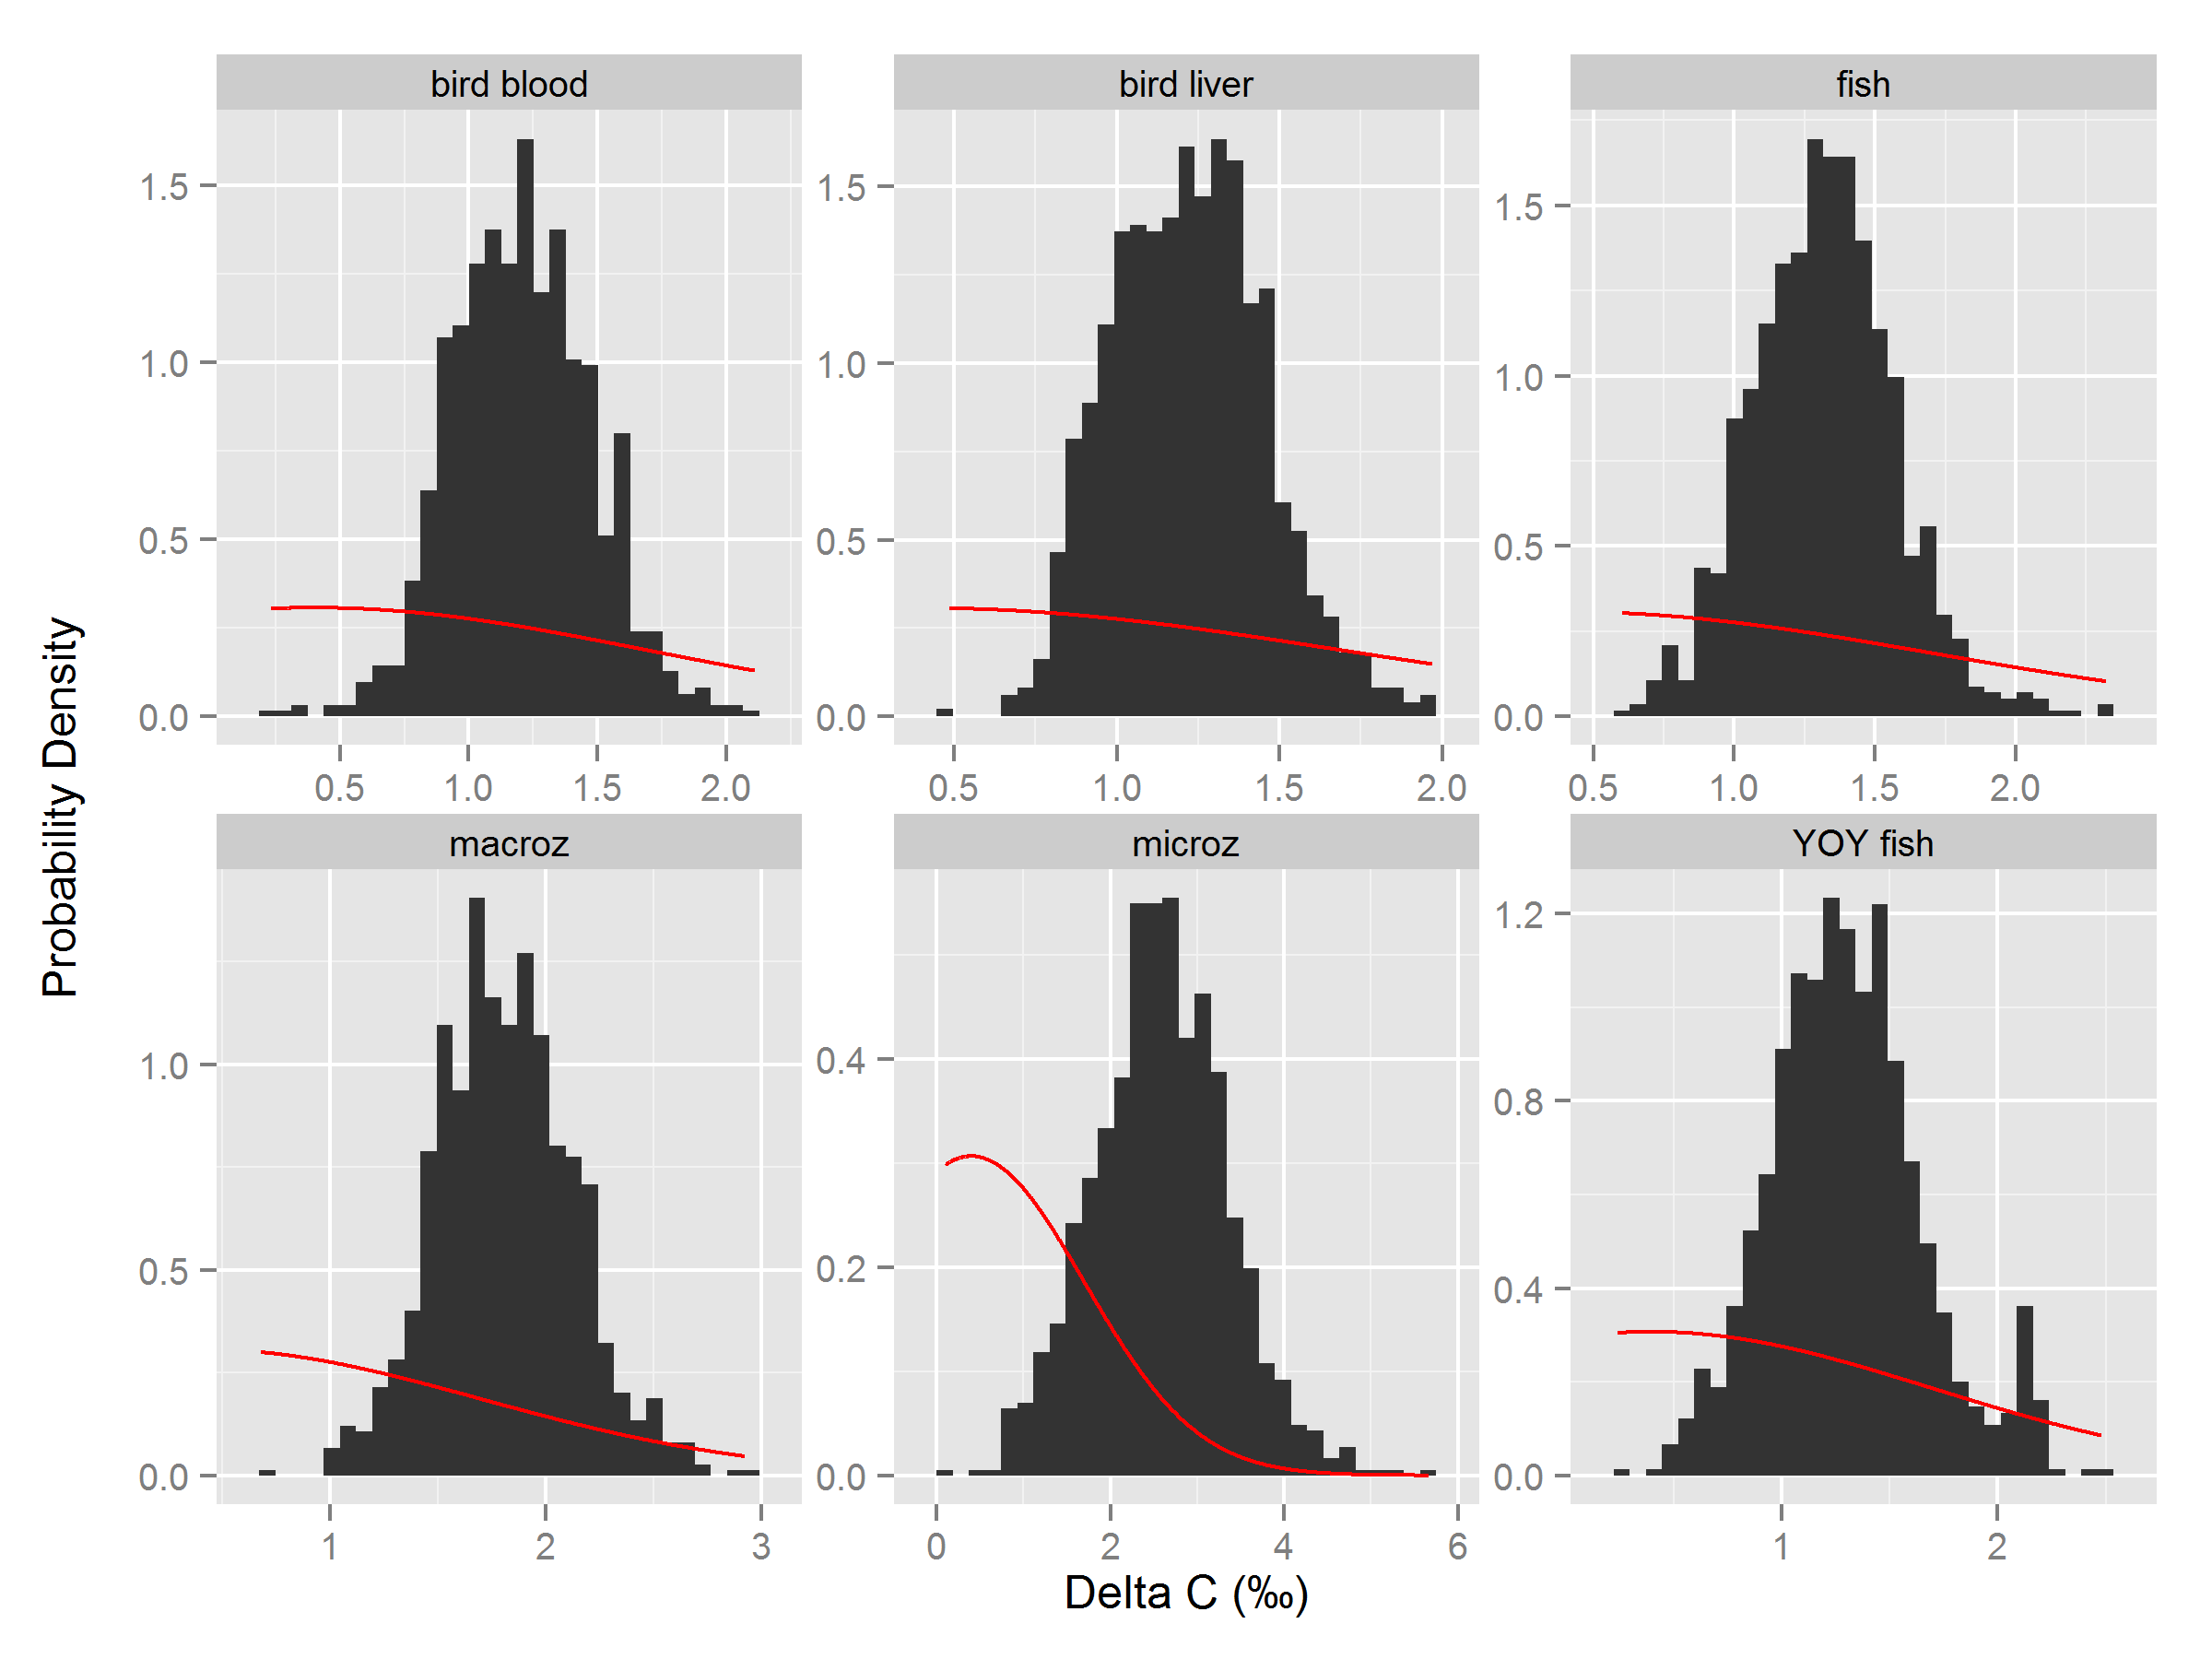 bird blood bird liver fish
1.5 1.5 1.5
1.0 1.0 1.0
0.5 0.5 0.5
0.0 0.0 0.0
0.5 1.0 1.5 2.0 0.5 1.0 1.5 2.0 0.5 1.0 1.5 2.0
Probability Density
macroz microz YOY fish
1.0 0.4 1.2
0.5 0.2 0.8
0.0 0.0 0.4
0.0
1 2 3 0 2 4 6 1 2
Delta C (‰)